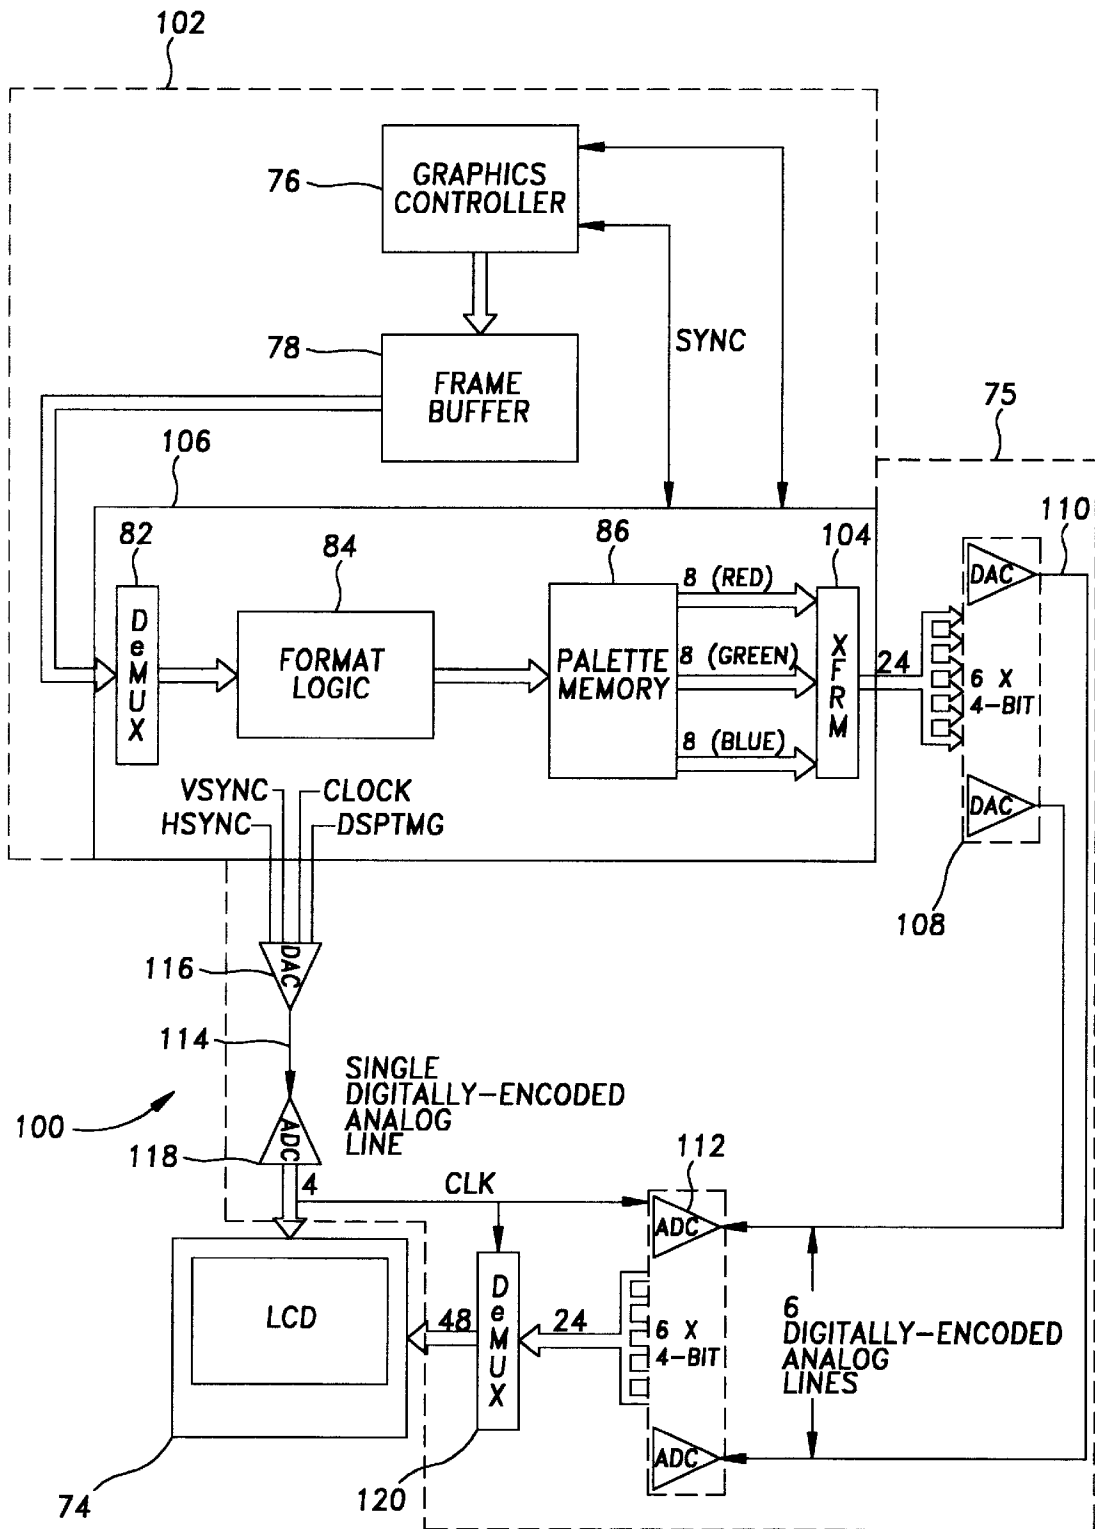 102
76
GRAPHICS
CONTROLLER
78
FRAME
BUFFER
SYNC
75
106
82
84
86
104
110
DeMUX
FORMAT
LOGIC
PALETTE
MEMORY
8 (RED)
8 (GREEN)
8 (BLUE)
XFRM
24
DAC
6 X
4-BIT
DAC
108
VSYNC
CLOCK
HSYNC
DSPTMG
116
DAC
114
SINGLE
DIGITALLY-ENCODED
ANALOG
LINE
100
118
ADC
4
CLK
112
ADC
LCD
48
DeMUX
24
6 X
4-BIT
6
DIGITALLY-ENCODED
ANALOG
LINES
ADC
74
120